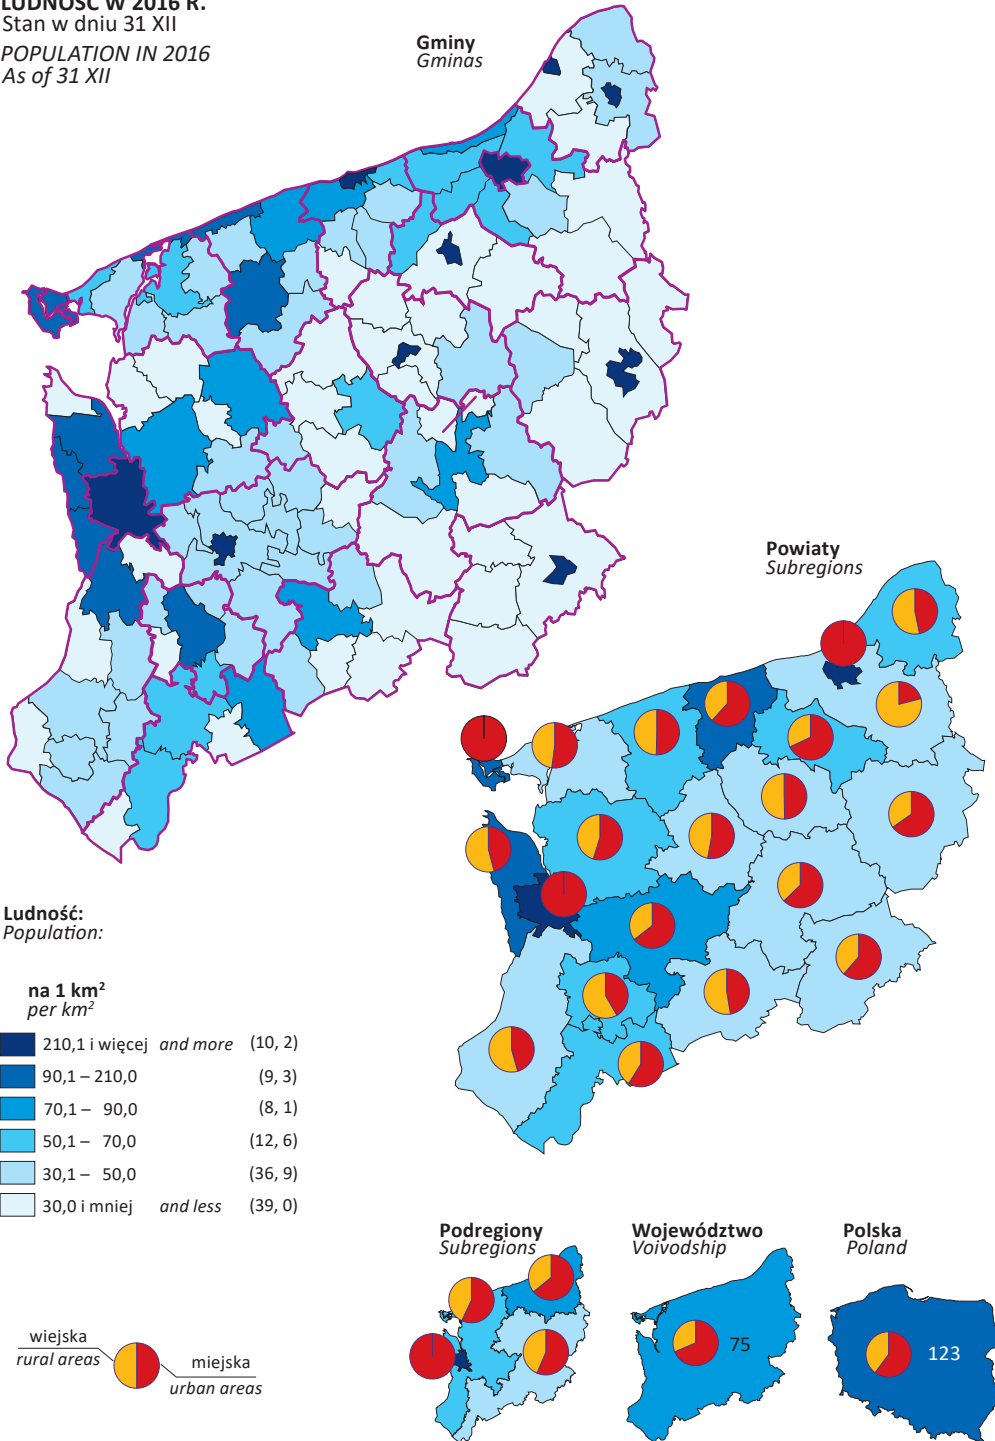 LUDNOŚĆ W 2016 R.
Stan w dniu 31 XII
POPULATION IN 2016
As of 31 XII
Gminy
Gminas
Powiaty
Subregions
Ludność:
Population:
na 1 km²
per km²
210,1 i więcej and more (10, 2)
90,1 – 210,0 (9, 3)
70,1 – 90,0 (8, 1)
50,1 – 70,0 (12, 6)
30,1 – 50,0 (36, 9)
30,0 i mniej and less (39, 0)
wiejska
rural areas
miejska
urban areas
Podregiony
Subregions
Województwo
Voivodship
75
Polska
Poland
123